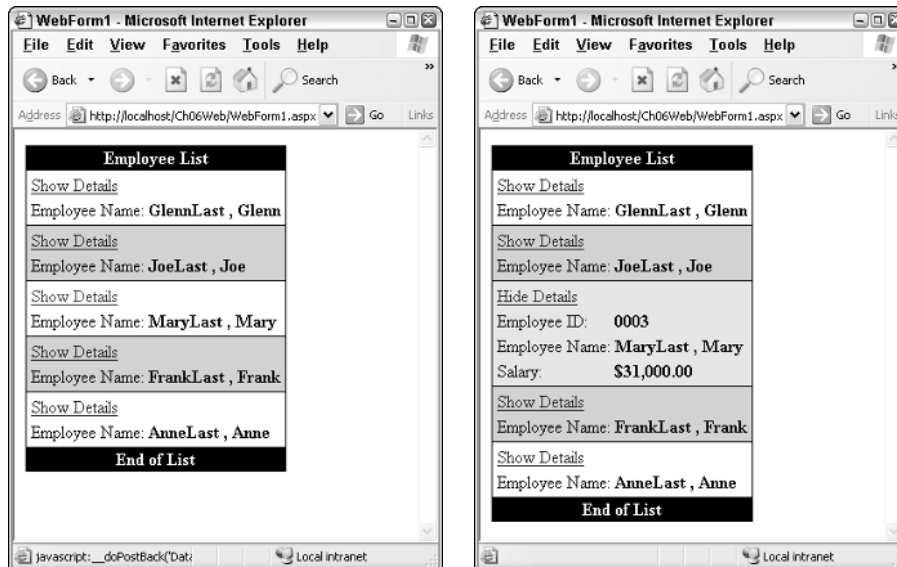 WebForm1 - Microsoft Internet Explorer
File Edit View Favorites Tools Help
Back Search
Address http://localhost/Ch06Web/WebForm1.aspx Go Links
Employee List
Show Details
Employee Name: GlennLast , Glenn
Show Details
Employee Name: JoeLast , Joe
Show Details
Employee Name: MaryLast , Mary
Show Details
Employee Name: FrankLast , Frank
Show Details
Employee Name: AnneLast , Anne
End of List
javascript:__doPostBack('Data Local intranet
WebForm1 - Microsoft Internet Explorer
File Edit View Favorites Tools Help
Back Search
Address http://localhost/Ch06Web/WebForm1.aspx Go Links
Employee List
Show Details
Employee Name: GlennLast , Glenn
Show Details
Employee Name: JoeLast , Joe
Hide Details
Employee ID: 0003
Employee Name: MaryLast , Mary
Salary: $31,000.00
Show Details
Employee Name: FrankLast , Frank
Show Details
Employee Name: AnneLast , Anne
End of List
Local intranet